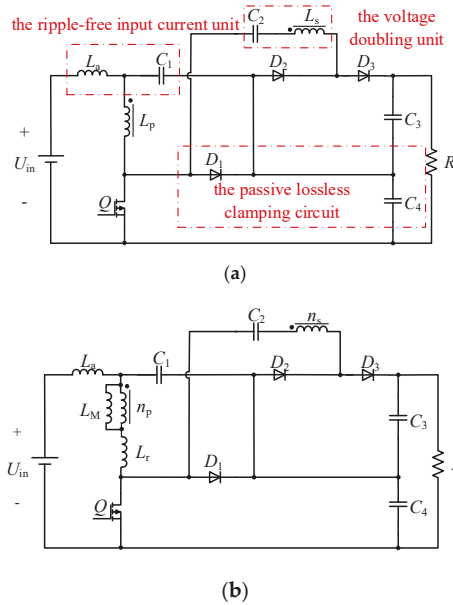 the ripple-free input current unit
C2
Ls
the voltage
doubling unit
La
C1
D2
D3
Lp
C3
+
Uin
-
D1
R
the passive lossless
clamping circuit
Q
C4
(a)
C2
ns
La
C1
D2
D3
LM
np
C3
+
Lr
Uin
-
D1
Q
C4
(b)